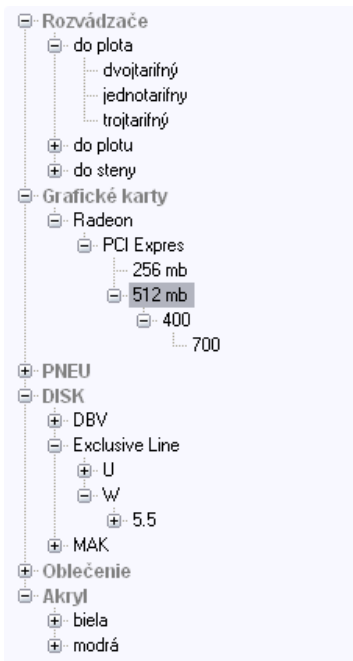 Rozvádzače
do plota
dvojtarifný
jednotarifny
trojtarifný
do plotu
do steny
Grafické karty
Radeon
PCI Expres
256 mb
512 mb
400
700
PNEU
DISK
DBV
Exclusive Line
U
W
5.5
MAK
Oblečenie
Akryl
biela
modrá